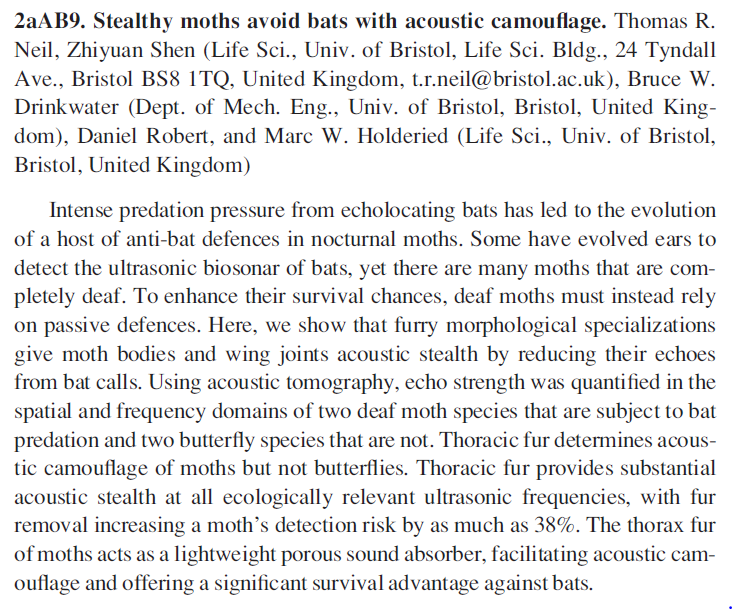 2aAB9. Stealthy moths avoid bats with acoustic camouflage. Thomas R.
Neil, Zhiyuan Shen (Life Sci., Univ. of Bristol, Life Sci. Bldg., 24 Tyndall
Ave., Bristol BS8 1TQ, United Kingdom, t.r.neil@bristol.ac.uk), Bruce W.
Drinkwater (Dept. of Mech. Eng., Univ. of Bristol, Bristol, United King-
dom), Daniel Robert, and Marc W. Holderied (Life Sci., Univ. of Bristol,
Bristol, United Kingdom)
Intense predation pressure from echolocating bats has led to the evolution
of a host of anti-bat defences in nocturnal moths. Some have evolved ears to
detect the ultrasonic biosonar of bats, yet there are many moths that are com-
pletely deaf. To enhance their survival chances, deaf moths must instead rely
on passive defences. Here, we show that furry morphological specializations
give moth bodies and wing joints acoustic stealth by reducing their echoes
from bat calls. Using acoustic tomography, echo strength was quantified in the
spatial and frequency domains of two deaf moth species that are subject to bat
predation and two butterfly species that are not. Thoracic fur determines acous-
tic camouflage of moths but not butterflies. Thoracic fur provides substantial
acoustic stealth at all ecologically relevant ultrasonic frequencies, with fur
removal increasing a moth's detection risk by as much as 38%. The thorax fur
of moths acts as a lightweight porous sound absorber, facilitating acoustic cam-
ouflage and offering a significant survival advantage against bats.